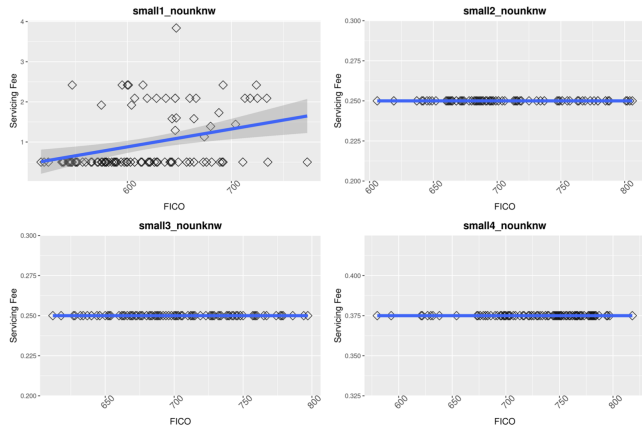 small1_nounknw
small2_nounknw
Servicing Fee
4
3
2
1
600
700
FICO
Servicing Fee
0.300
0.275
0.250
0.225
0.200
600
650
700
750
800
FICO
small3_nounknw
small4_nounknw
Servicing Fee
0.300
0.275
0.250
0.225
0.200
650
700
750
800
FICO
Servicing Fee
0.400
0.375
0.350
0.325
600
650
700
750
800
FICO